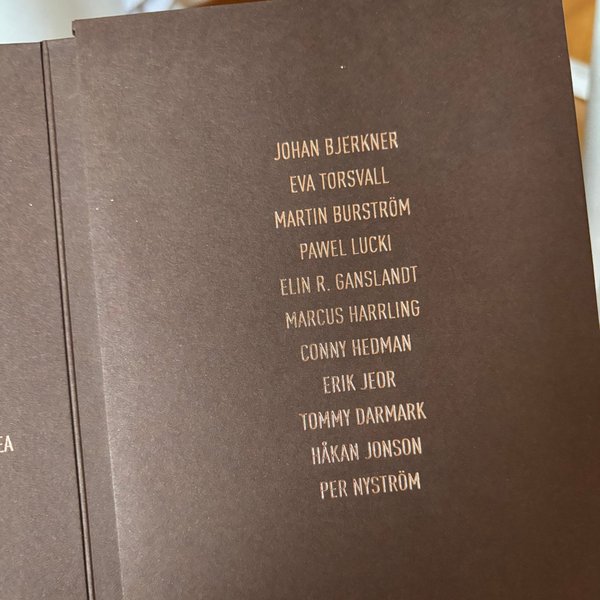 EA
JOHAN BJERKNER
EVA TORSVALL
MARTIN BURSTRÖM
PAWEL LUCKI
ELIN R. GANSLANDT
MARCUS HARRLING
CONNY HEDMAN
ERIK JEOR
TOMMY DARMARK
HÅKAN JONSON
PER NYSTRÖM